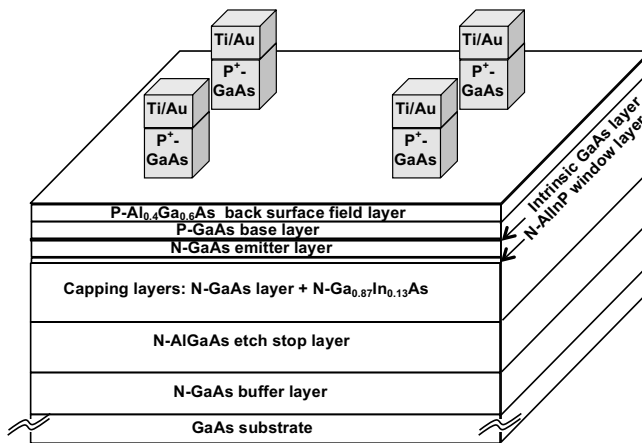 Ti/Au
P+-
GaAs
Ti/Au
P+-
GaAs
Ti/Au
P+-
GaAs
Ti/Au
P+-
GaAs
Intrinsic GaAs layer
N-AlInP window layer
P-Al0.4Ga0.6As back surface field layer
P-GaAs base layer
N-GaAs emitter layer
Capping layers: N-GaAs layer + N-Ga0.87In0.13As
N-AlGaAs etch stop layer
N-GaAs buffer layer
GaAs substrate